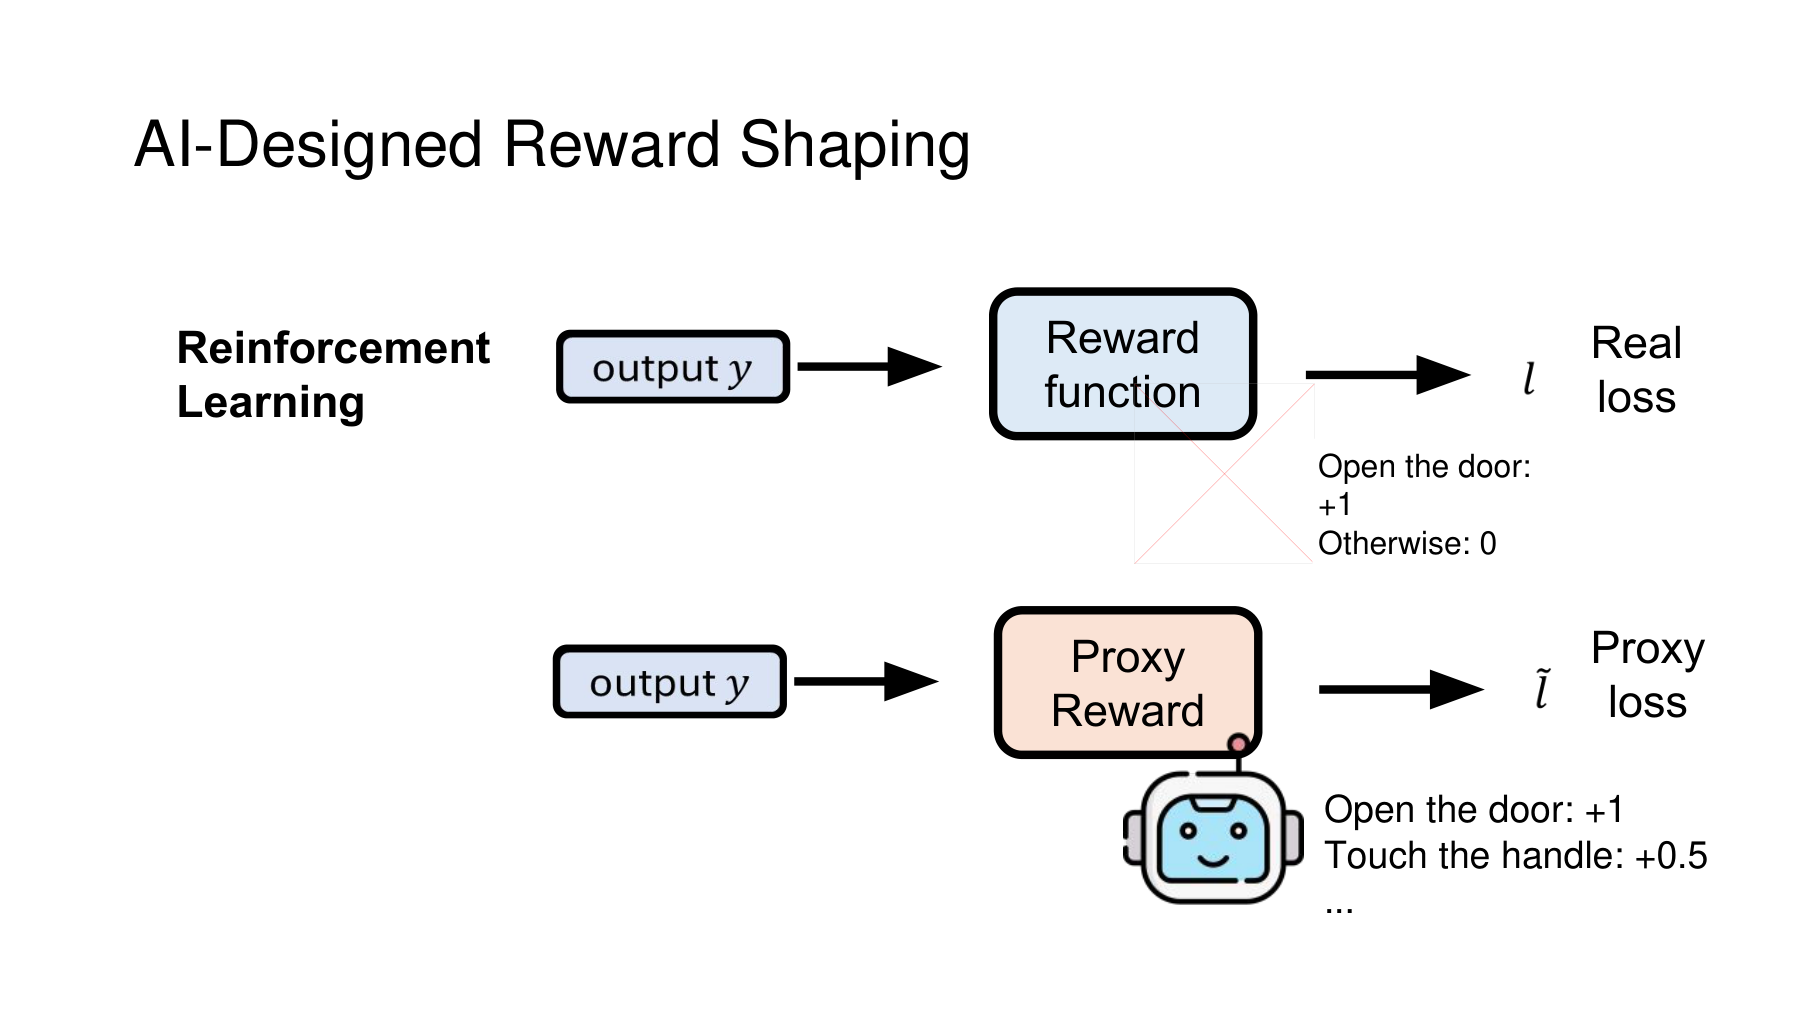 AI-Designed Reward Shaping
Reinforcement
Learning
output y
Reward
function
l
Real
loss
Open the door:
+1
Otherwise: 0
output y
Proxy
Reward
l̃
Proxy
loss
Open the door: +1
Touch the handle: +0.5
...